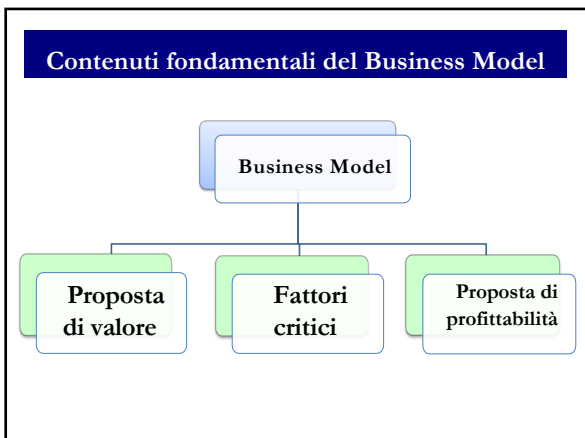 Contenuti fondamentali del Business Model
Business Model
Proposta
di valore
Fattori
critici
Proposta di
profittabilità